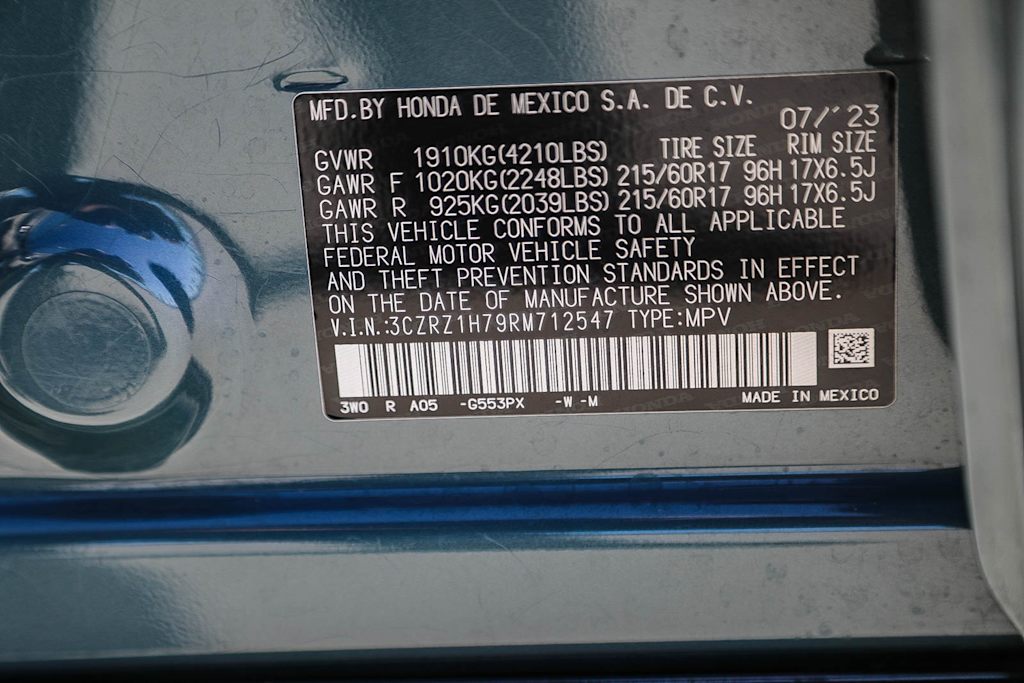 MFD.BY HONDA DE MEXICO S.A. DE C.V.
07/'23
GVWR 1910KG(4210LBS) TIRE SIZE RIM SIZE
GAWR F 1020KG(2248LBS) 215/60R17 96H 17X6.5J
GAWR R 925KG(2039LBS) 215/60R17 96H 17X6.5J
THIS VEHICLE CONFORMS TO ALL APPLICABLE
FEDERAL MOTOR VEHICLE SAFETY
AND THEFT PREVENTION STANDARDS IN EFFECT
ON THE DATE OF MANUFACTURE SHOWN ABOVE.
V.I.N.:3CZRZ1H79RM712547 TYPE:MPV
3WO R A05 -G553PX -W -M MADE IN MEXICO